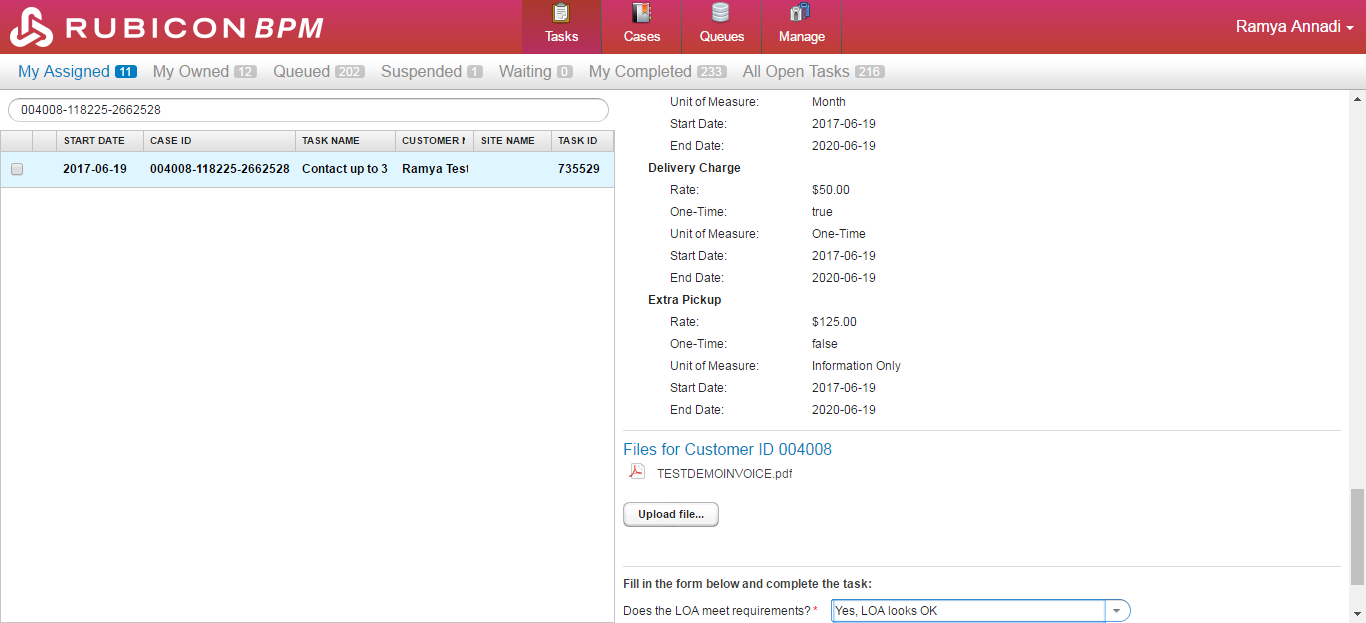 RUBICON BPM
Tasks Cases Queues Manage
Ramya Annadi
My Assigned 11 My Owned 12 Queued 202 Suspended 1 Waiting 0 My Completed 233 All Open Tasks 216
004008-118225-2662528
START DATE CASE ID TASK NAME CUSTOMER N SITE NAME TASK ID
2017-06-19 004008-118225-2662528 Contact up to 3 Ramya Test 735529
Unit of Measure: Month
Start Date: 2017-06-19
End Date: 2020-06-19
Delivery Charge
Rate: $50.00
One-Time: true
Unit of Measure: One-Time
Start Date: 2017-06-19
End Date: 2020-06-19
Extra Pickup
Rate: $125.00
One-Time: false
Unit of Measure: Information Only
Start Date: 2017-06-19
End Date: 2020-06-19
Files for Customer ID 004008
TESTDEMOINVOICE.pdf
Upload file...
Fill in the form below and complete the task:
Does the LOA meet requirements? * Yes, LOA looks OK